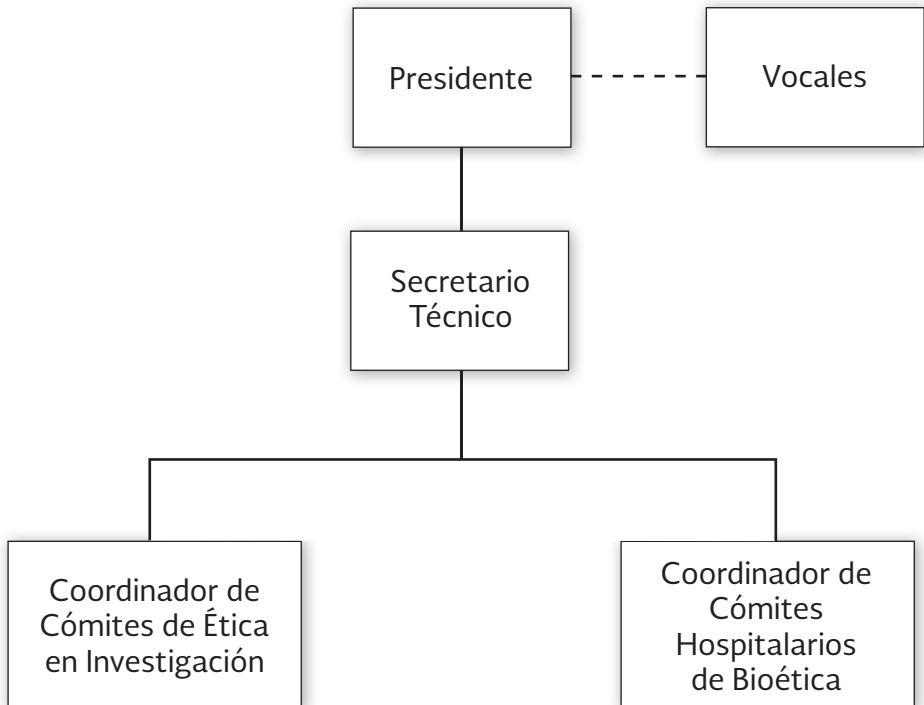 Presidente
Vocales
Secretario
Técnico
Coordinador de
Cómites de Ética
en Investigación
Coordinador de
Cómites
Hospitalarios
de Bioética